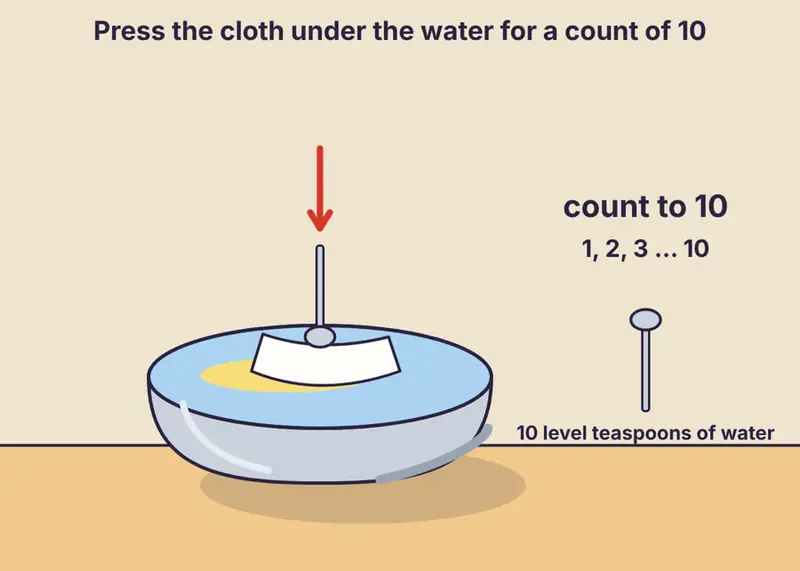 Press the cloth under the water for a count of 10
count to 10
1, 2, 3 ... 10
10 level teaspoons of water